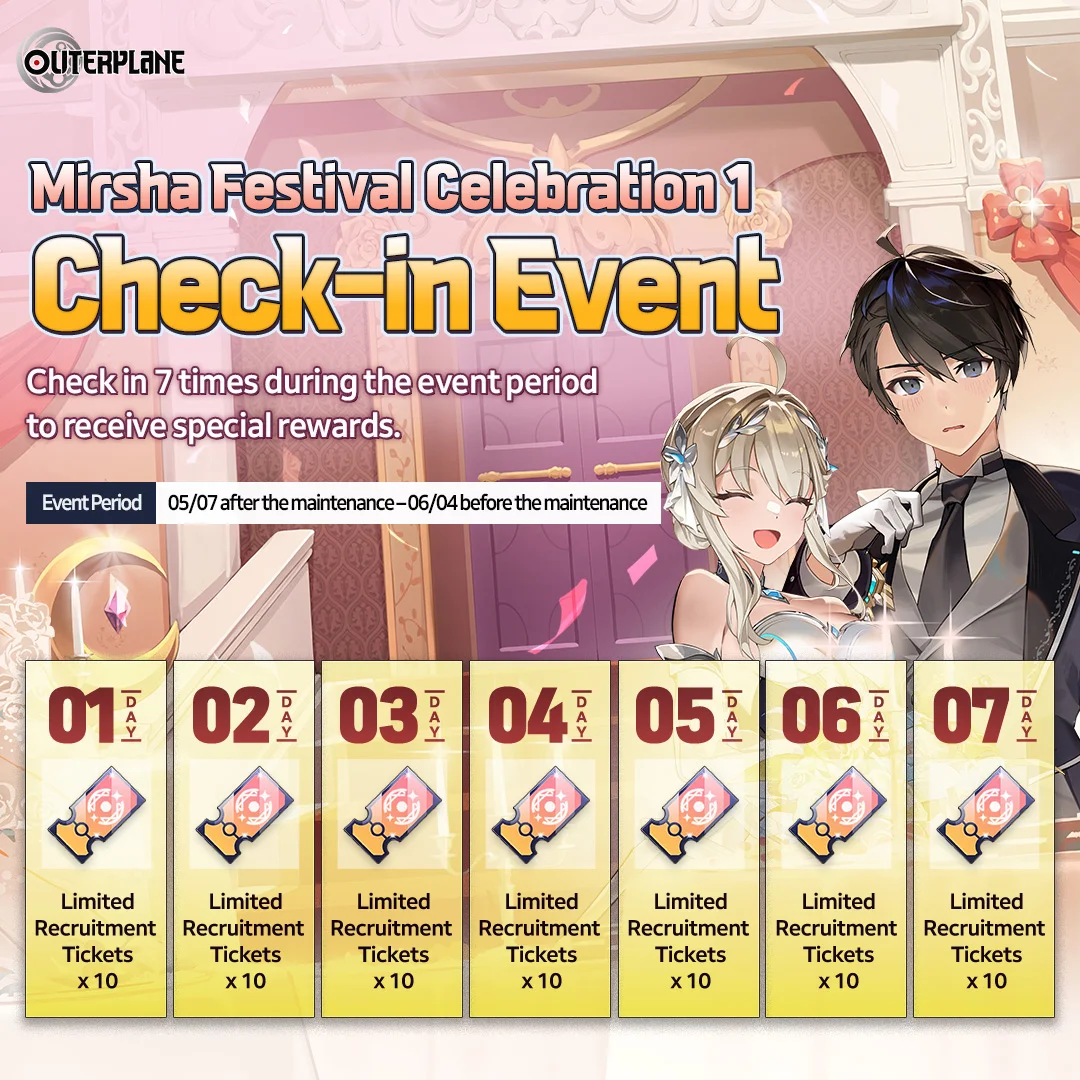 OUTERPLANE
Mirsha Festival Celebration 1
Check-in Event
Check in 7 times during the event period
to receive special rewards.
Event Period 05/07 after the maintenance – 06/04 before the maintenance
01 DAY
Limited
Recruitment
Tickets
x 10
02 DAY
Limited
Recruitment
Tickets
x 10
03 DAY
Limited
Recruitment
Tickets
x 10
04 DAY
Limited
Recruitment
Tickets
x 10
05 DAY
Limited
Recruitment
Tickets
x 10
06 DAY
Limited
Recruitment
Tickets
x 10
07 DAY
Limited
Recruitment
Tickets
x 10